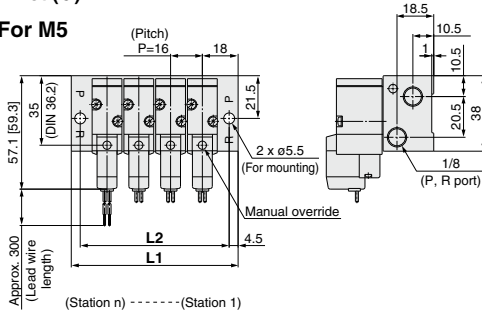 For M5
(Pitch)
P=16
18
18.5
10.5
1
10.5
20.5
38
57.1 [59.3]
35
(DIN 36.2)
P
R
P
R
21.5
2 x ø5.5
(For mounting)
1/8
(P, R port)
Manual override
Approx. 300
(Lead wire
length)
L2
4.5
L1
(Station n) ------- (Station 1)